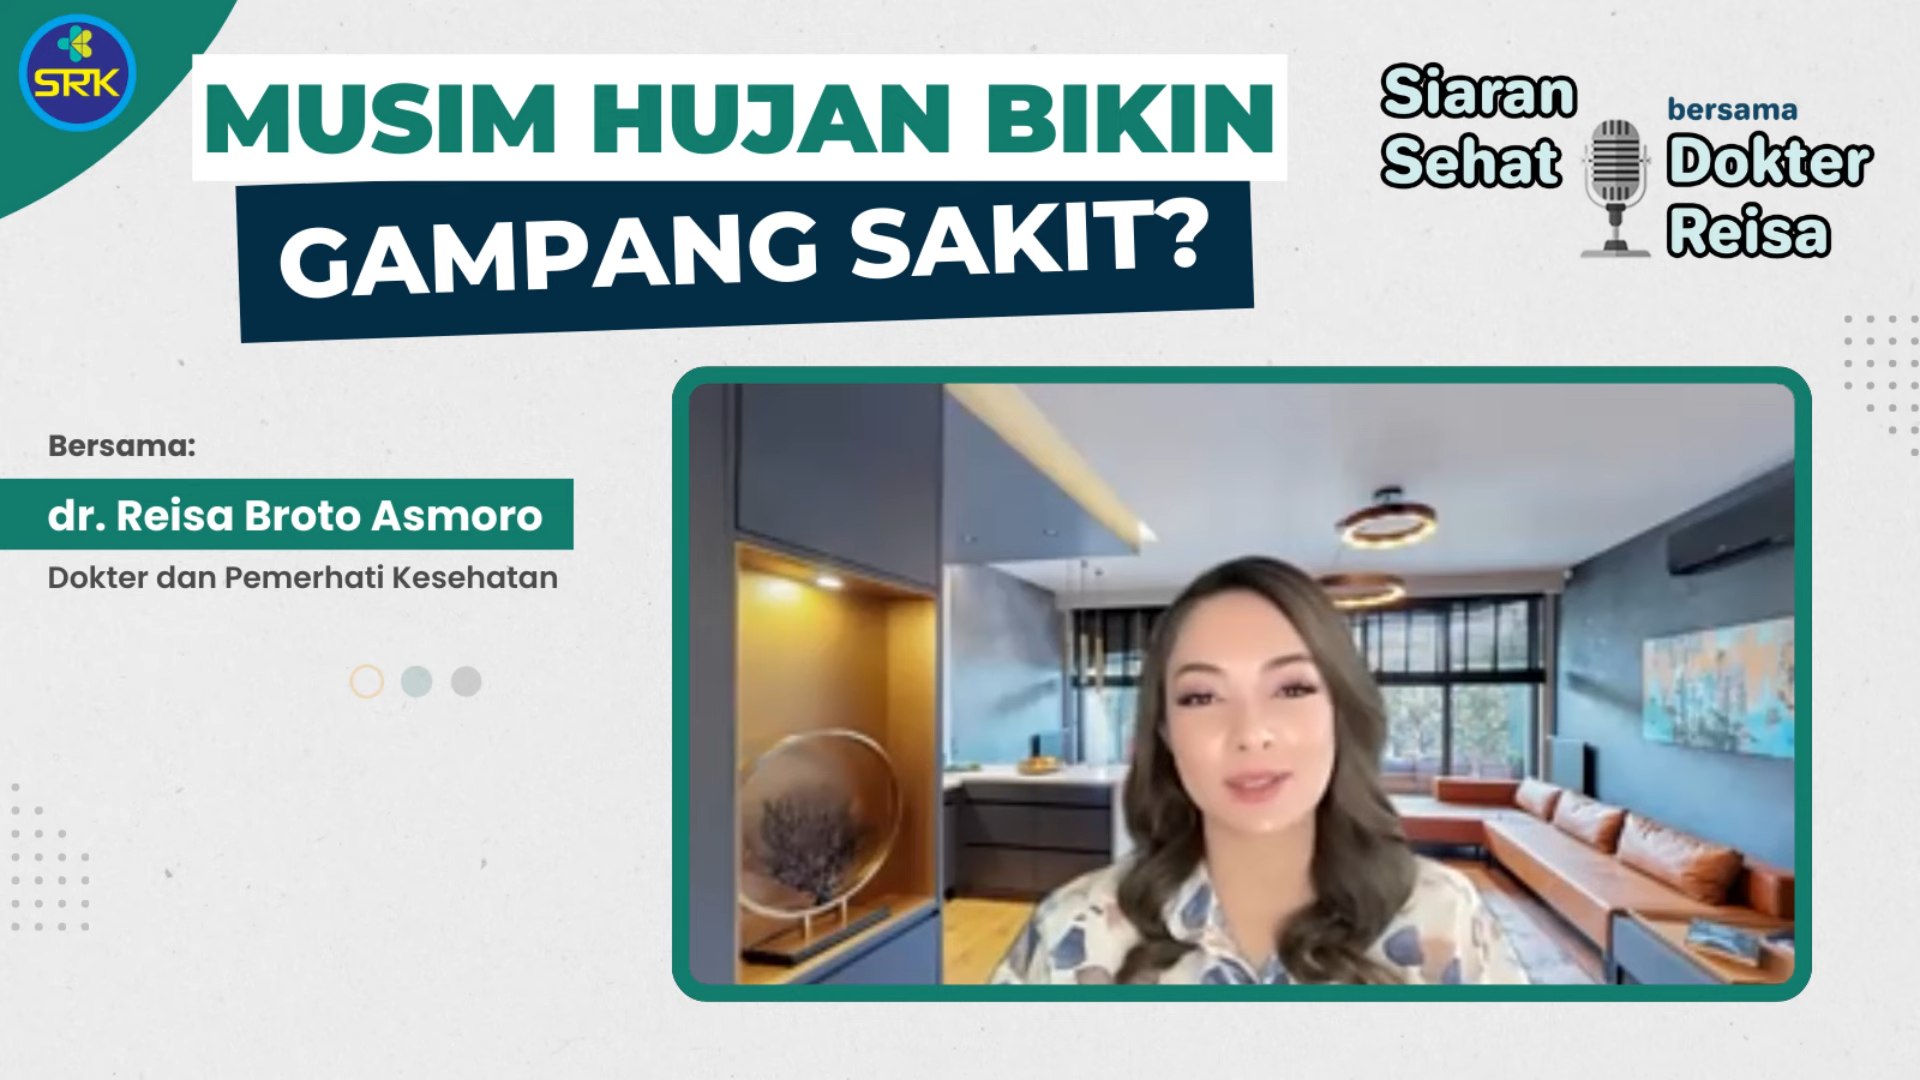 SRK
MUSIM HUJAN BIKIN
GAMPANG SAKIT?
Siaran
Sehat
bersama
Dokter
Reisa
Bersama:
dr. Reisa Broto Asmoro
Dokter dan Pemerhati Kesehatan